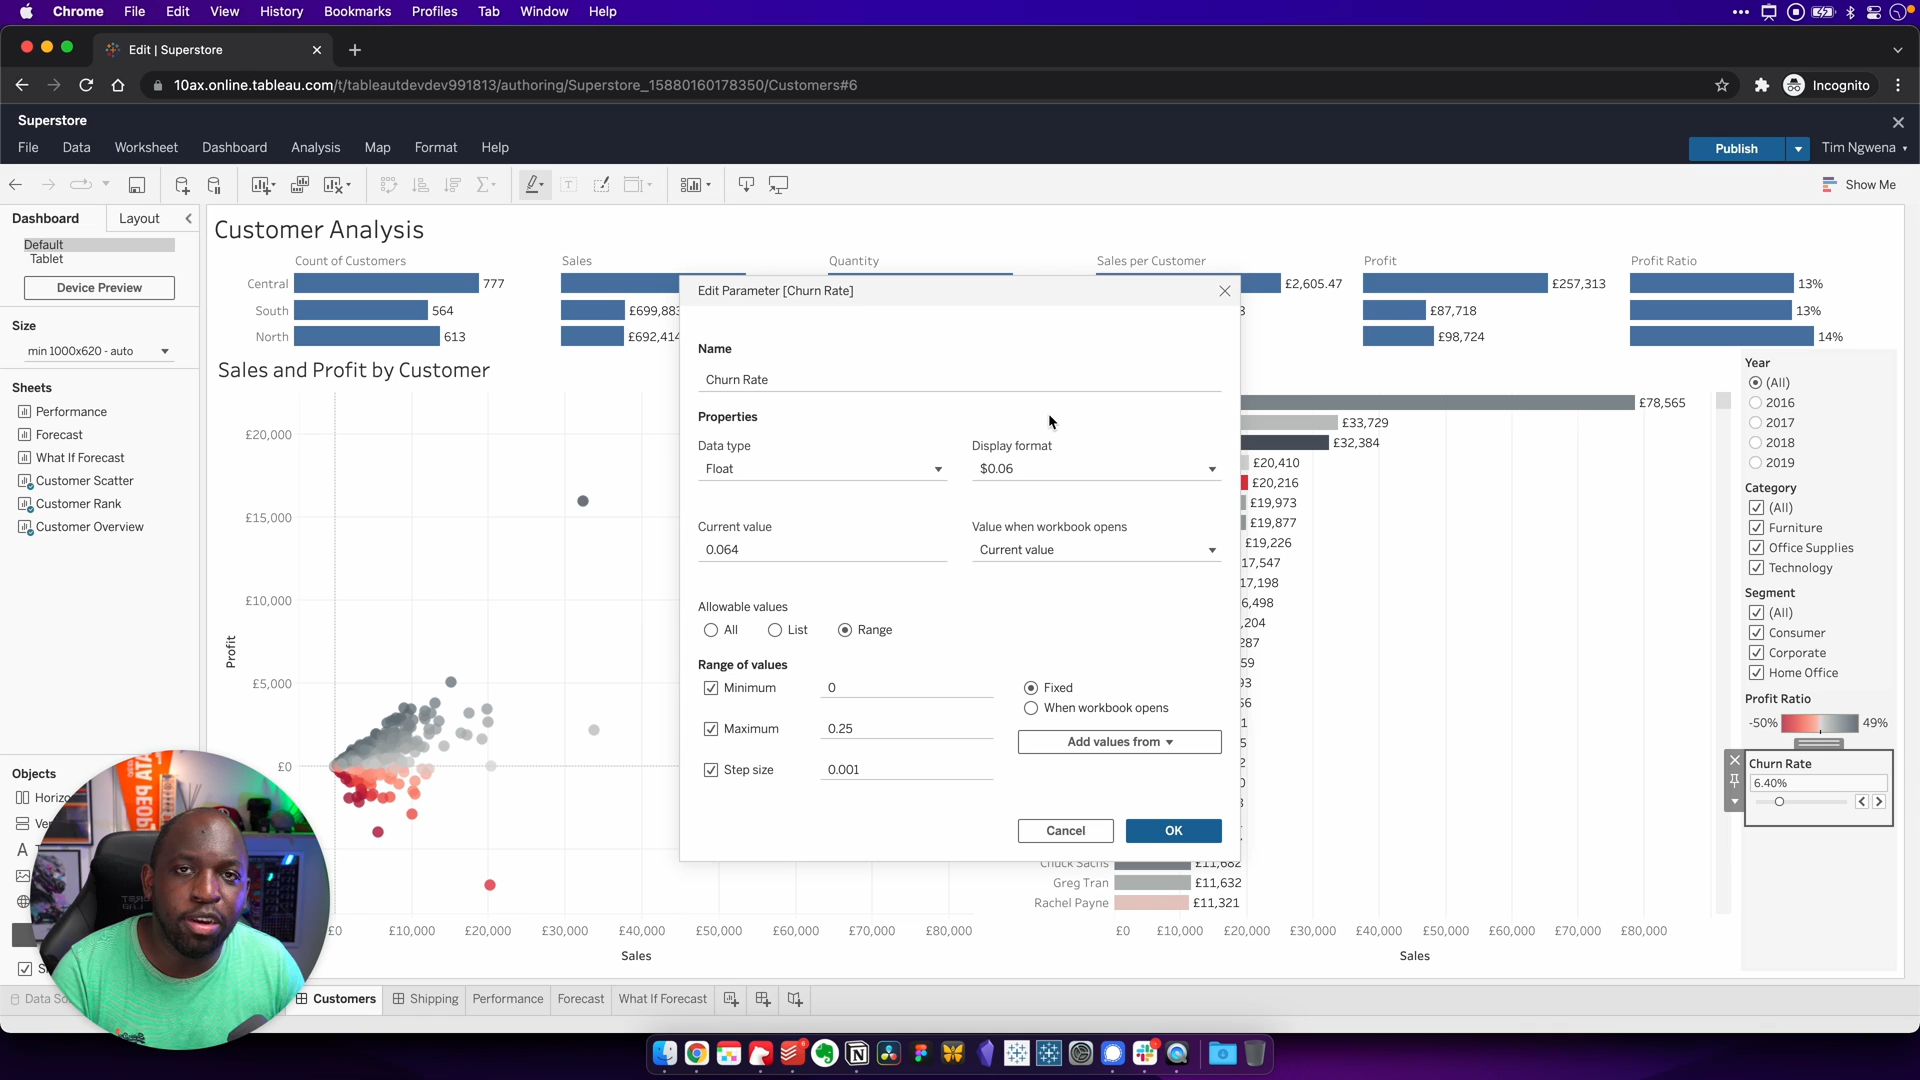 Chrome File Edit View History Bookmarks Profiles Tab Window Help
Edit | Superstore
10ax.online.tableau.com/t/tableautdevdev991813/authoring/Superstore_15880160178350/Customers#6
Incognito
Superstore
File Data Worksheet Dashboard Analysis Map Format Help
Publish
Tim Ngwena
Show Me
Dashboard Layout
Default
Tablet
Device Preview
Size
min 1000x620 - auto
Sheets
Performance
Forecast
What If Forecast
Customer Scatter
Customer Rank
Customer Overview
Objects
Customer Analysis
Count of Customers Sales Quantity Sales per Customer Profit Profit Ratio
Central 777 £2,605.47 £257,313 13%
South 564 £699,883 £87,718 13%
North 613 £692,414 £98,724 14%
Sales and Profit by Customer
£20,000
£15,000
£10,000
£5,000
£0
Profit
£10,000 £20,000 £30,000 £40,000 £50,000 £60,000 £70,000 £80,000
Sales
Edit Parameter [Churn Rate]
Name
Churn Rate
Properties
Data type Display format
Float $0.06
Current value Value when workbook opens
0.064 Current value
Allowable values
All List Range
Range of values
Minimum 0 Fixed
When workbook opens
Maximum 0.25
Add values from
Step size 0.001
Cancel OK
£78,565
£33,729
£32,384
£20,410
£20,216
£19,973
£19,877
£19,226
17,547
17,198
6,498
,204
287
59
Chuck Sachs £11,682
Greg Tran £11,632
Rachel Payne £11,321
£0 £10,000 £20,000 £30,000 £40,000 £50,000 £60,000 £70,000 £80,000
Sales
Year
(All)
2016
2017
2018
2019
Category
(All)
Furniture
Office Supplies
Technology
Segment
(All)
Consumer
Corporate
Home Office
Profit Ratio
-50% 49%
Churn Rate
6.40%
Customers Shipping Performance Forecast What If Forecast